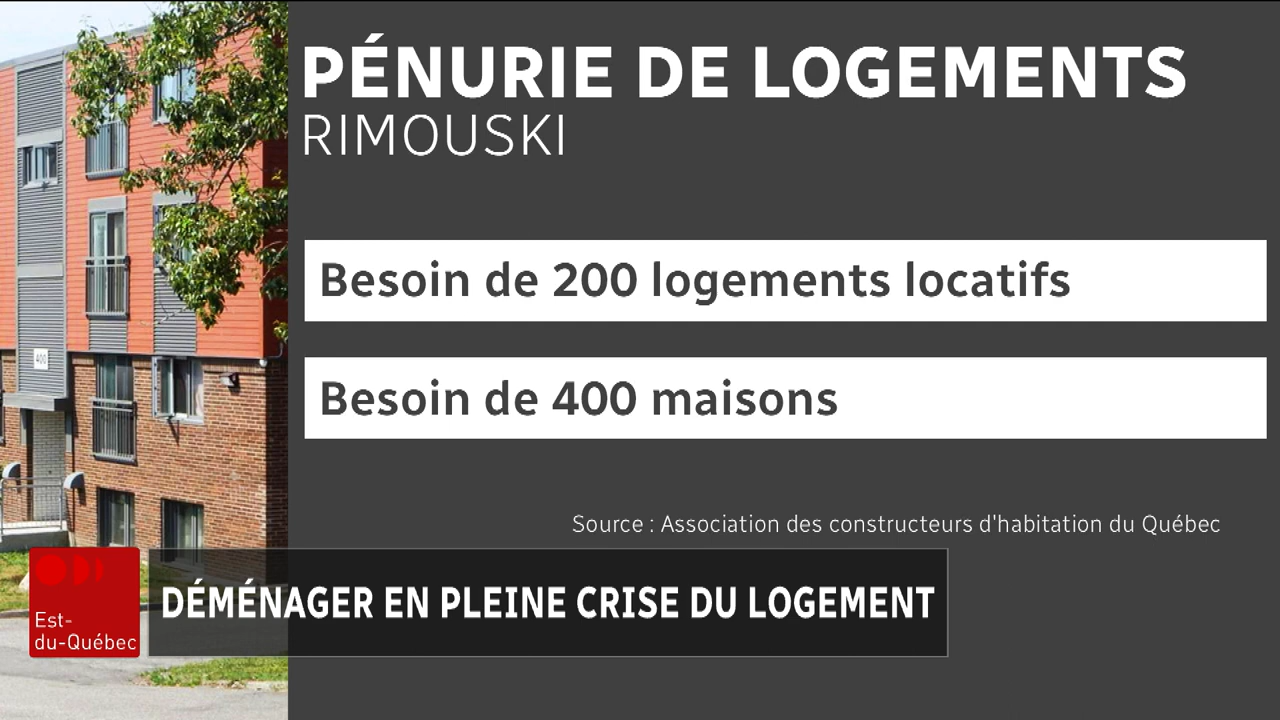 PÉNURIE DE LOGEMENTS
RIMOUSKI
Besoin de 200 logements locatifs
Besoin de 400 maisons
Source : Association des constructeurs d'habitation du Québec
400
Est-
du-Québec
DÉMÉNAGER EN PLEINE CRISE DU LOGEMENT